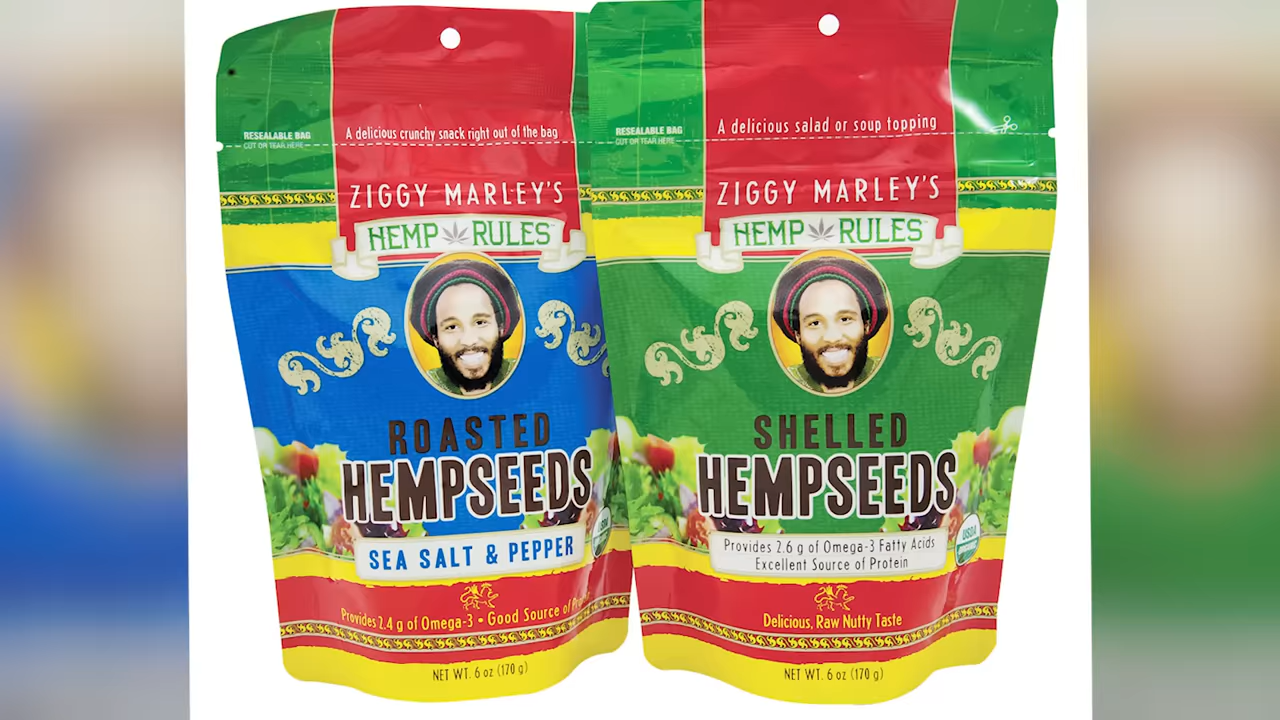 RESEALABLE BAG
CUT OR TEAR HERE
A delicious crunchy snack right out of the bag
ZIGGY MARLEY'S
HEMP RULES™
ROASTED
HEMPSEEDS
SEA SALT & PEPPER
Provides 2.4 g of Omega-3 • Good Source of
NET WT. 6 oz (170 g)
RESEALABLE BAG
CUT OR TEAR HERE
A delicious salad or soup topping
ZIGGY MARLEY'S
HEMP RULES™
SHELLED
HEMPSEEDS
Provides 2.6 g of Omega-3 Fatty Acids
Excellent Source of Protein
USDA
Delicious, Raw Nutty Taste
NET WT. 6 oz (170 g)